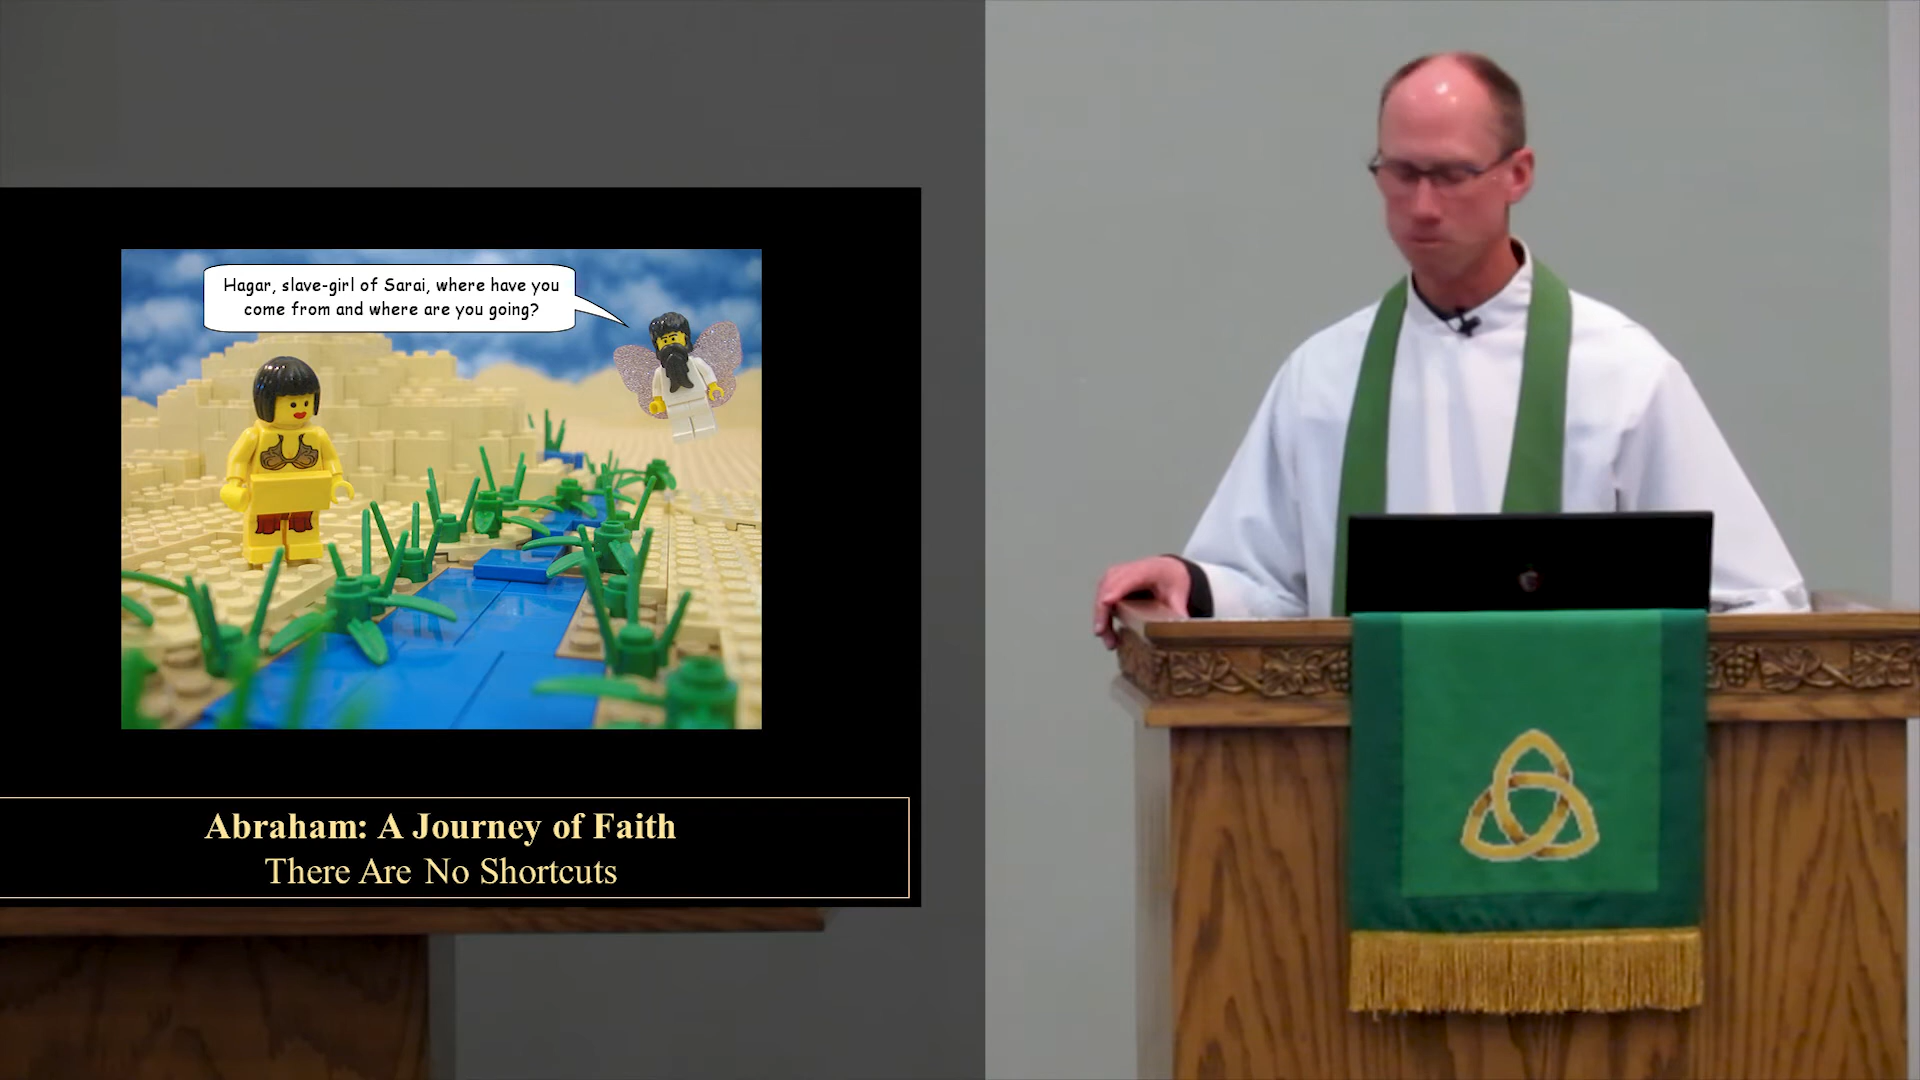 Hagar, slave-girl of Sarai, where have you
come from and where are you going?
Abraham: A Journey of Faith
There Are No Shortcuts